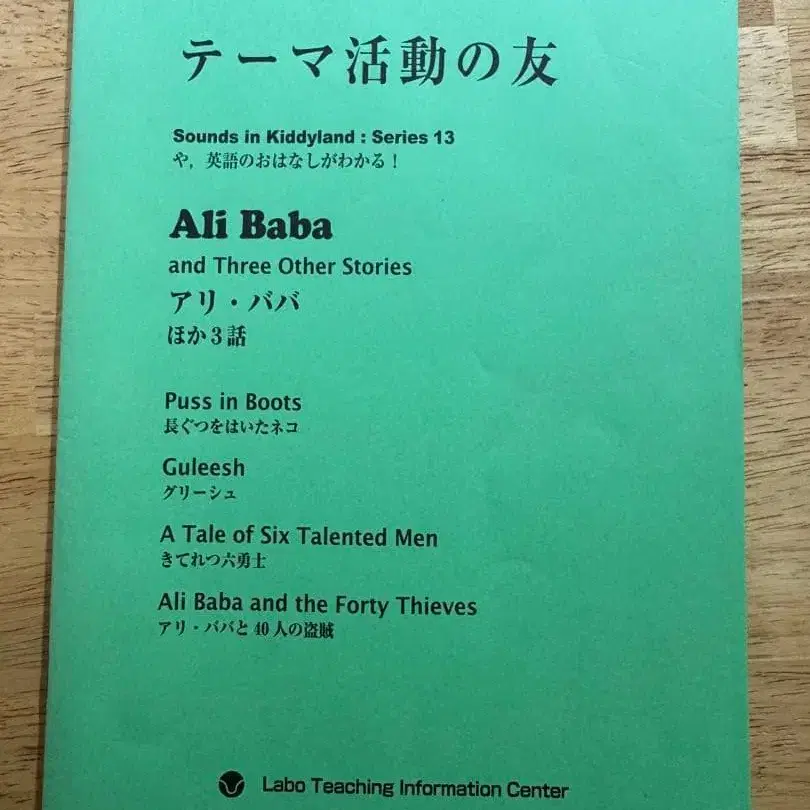 テーマ活動の友
Sounds in Kiddyland : Series 13
や，英語のおはなしがわかる！
Ali Baba
and Three Other Stories
アリ・ババ
ほか3話
Puss in Boots
長ぐつをはいたネコ
Guleesh
グリーシュ
A Tale of Six Talented Men
きてれつ六勇士
Ali Baba and the Forty Thieves
アリ・ババと40人の盗賊
Labo Teaching Information Center